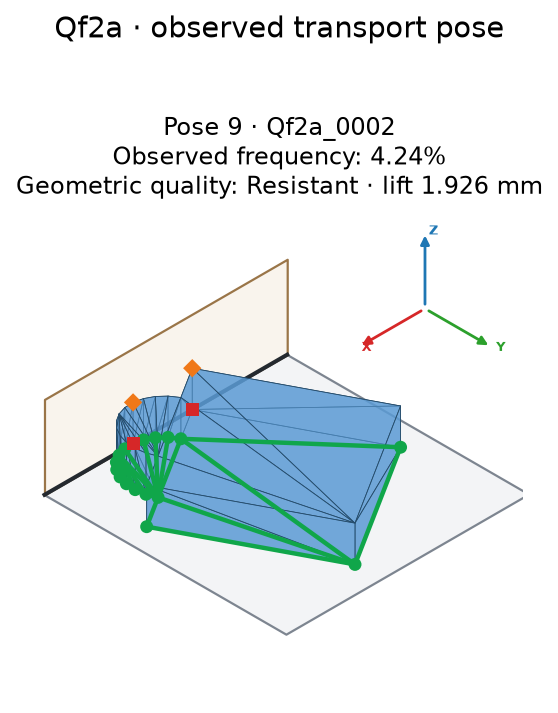 Qf2a · observed transport pose
Pose 9 · Qf2a_0002
Observed frequency: 4.24%
Geometric quality: Resistant · lift 1.926 mm
Z
X
Y